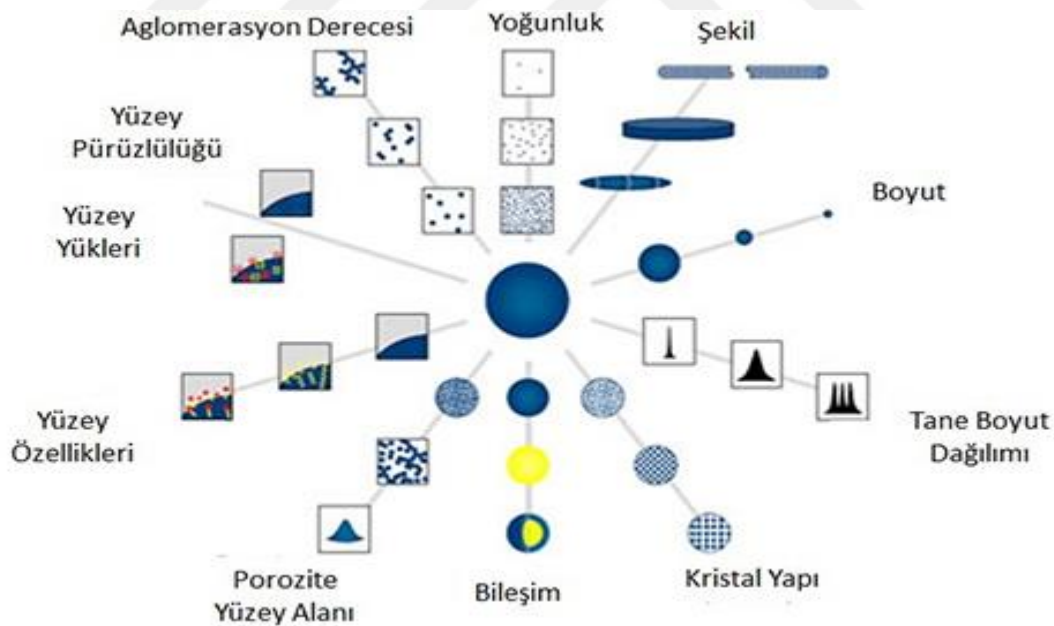 Aglomerasyon Derecesi
Yoğunluk
Şekil
Yüzey
Pürüzlülüğü
Yüzey
Yükleri
Boyut
Yüzey
Özellikleri
Tane Boyut
Dağılımı
Porozite
Yüzey Alanı
Bileşim
Kristal Yapı